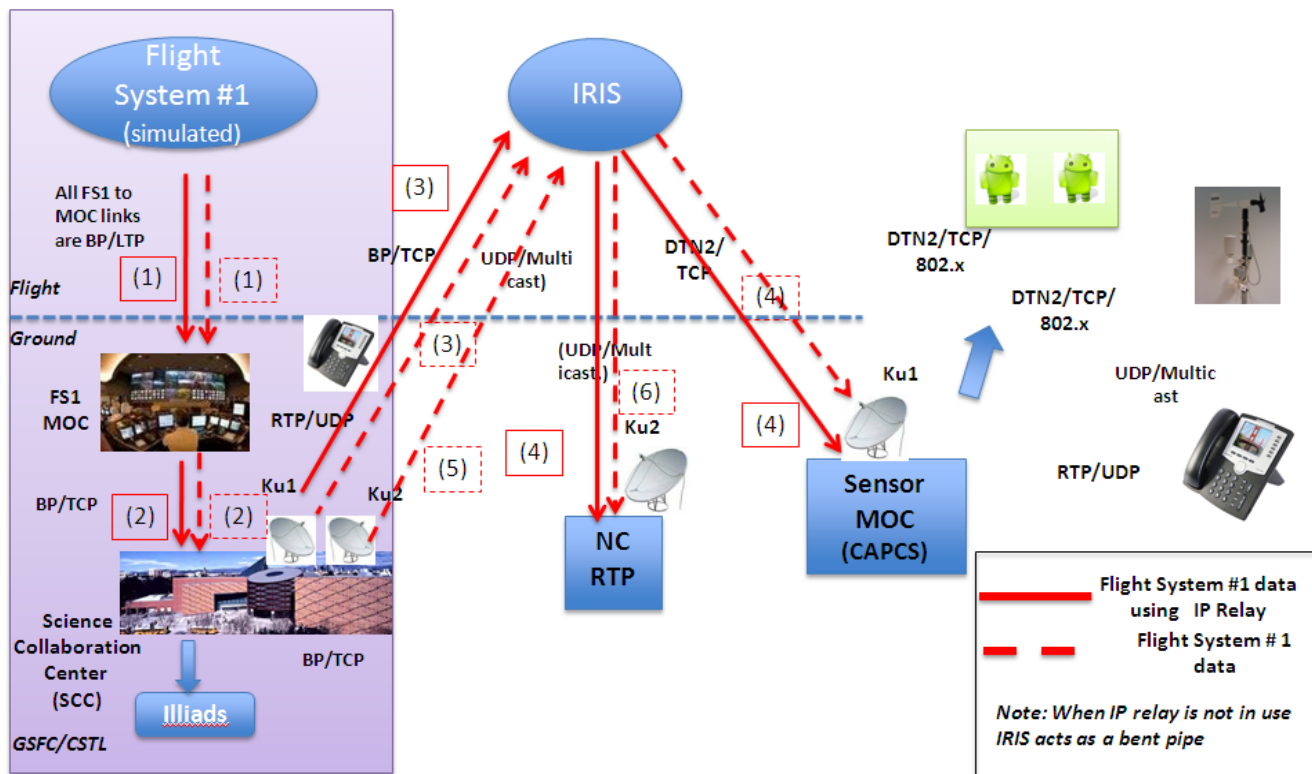 Flight
System #1
(simulated)
IRIS
All FS1 to
MOC links
are BP/LTP
(1)
(1)
Flight
Ground
(3)
BP/TCP
UDP/Multi
cast)
DTN2/
TCP
(4)
DTN2/TCP/
802.x
DTN2/TCP/
802.x
FS1
MOC
RTP/UDP
(3)
(UDP/Mult
icast.)
(6)
Ku1
UDP/Multic
ast
BP/TCP
(2)
(2)
Ku1
Ku2
(5)
(4)
Ku2
(4)
RTP/UDP
NC
RTP
Sensor
MOC
(CAPCS)
Science
Collaboration
Center
(SCC)
BP/TCP
Illiads
GSFC/CSTL
Flight System #1 data
using IP Relay
Flight System # 1
data
Note: When IP relay is not in use
IRIS acts as a bent pipe